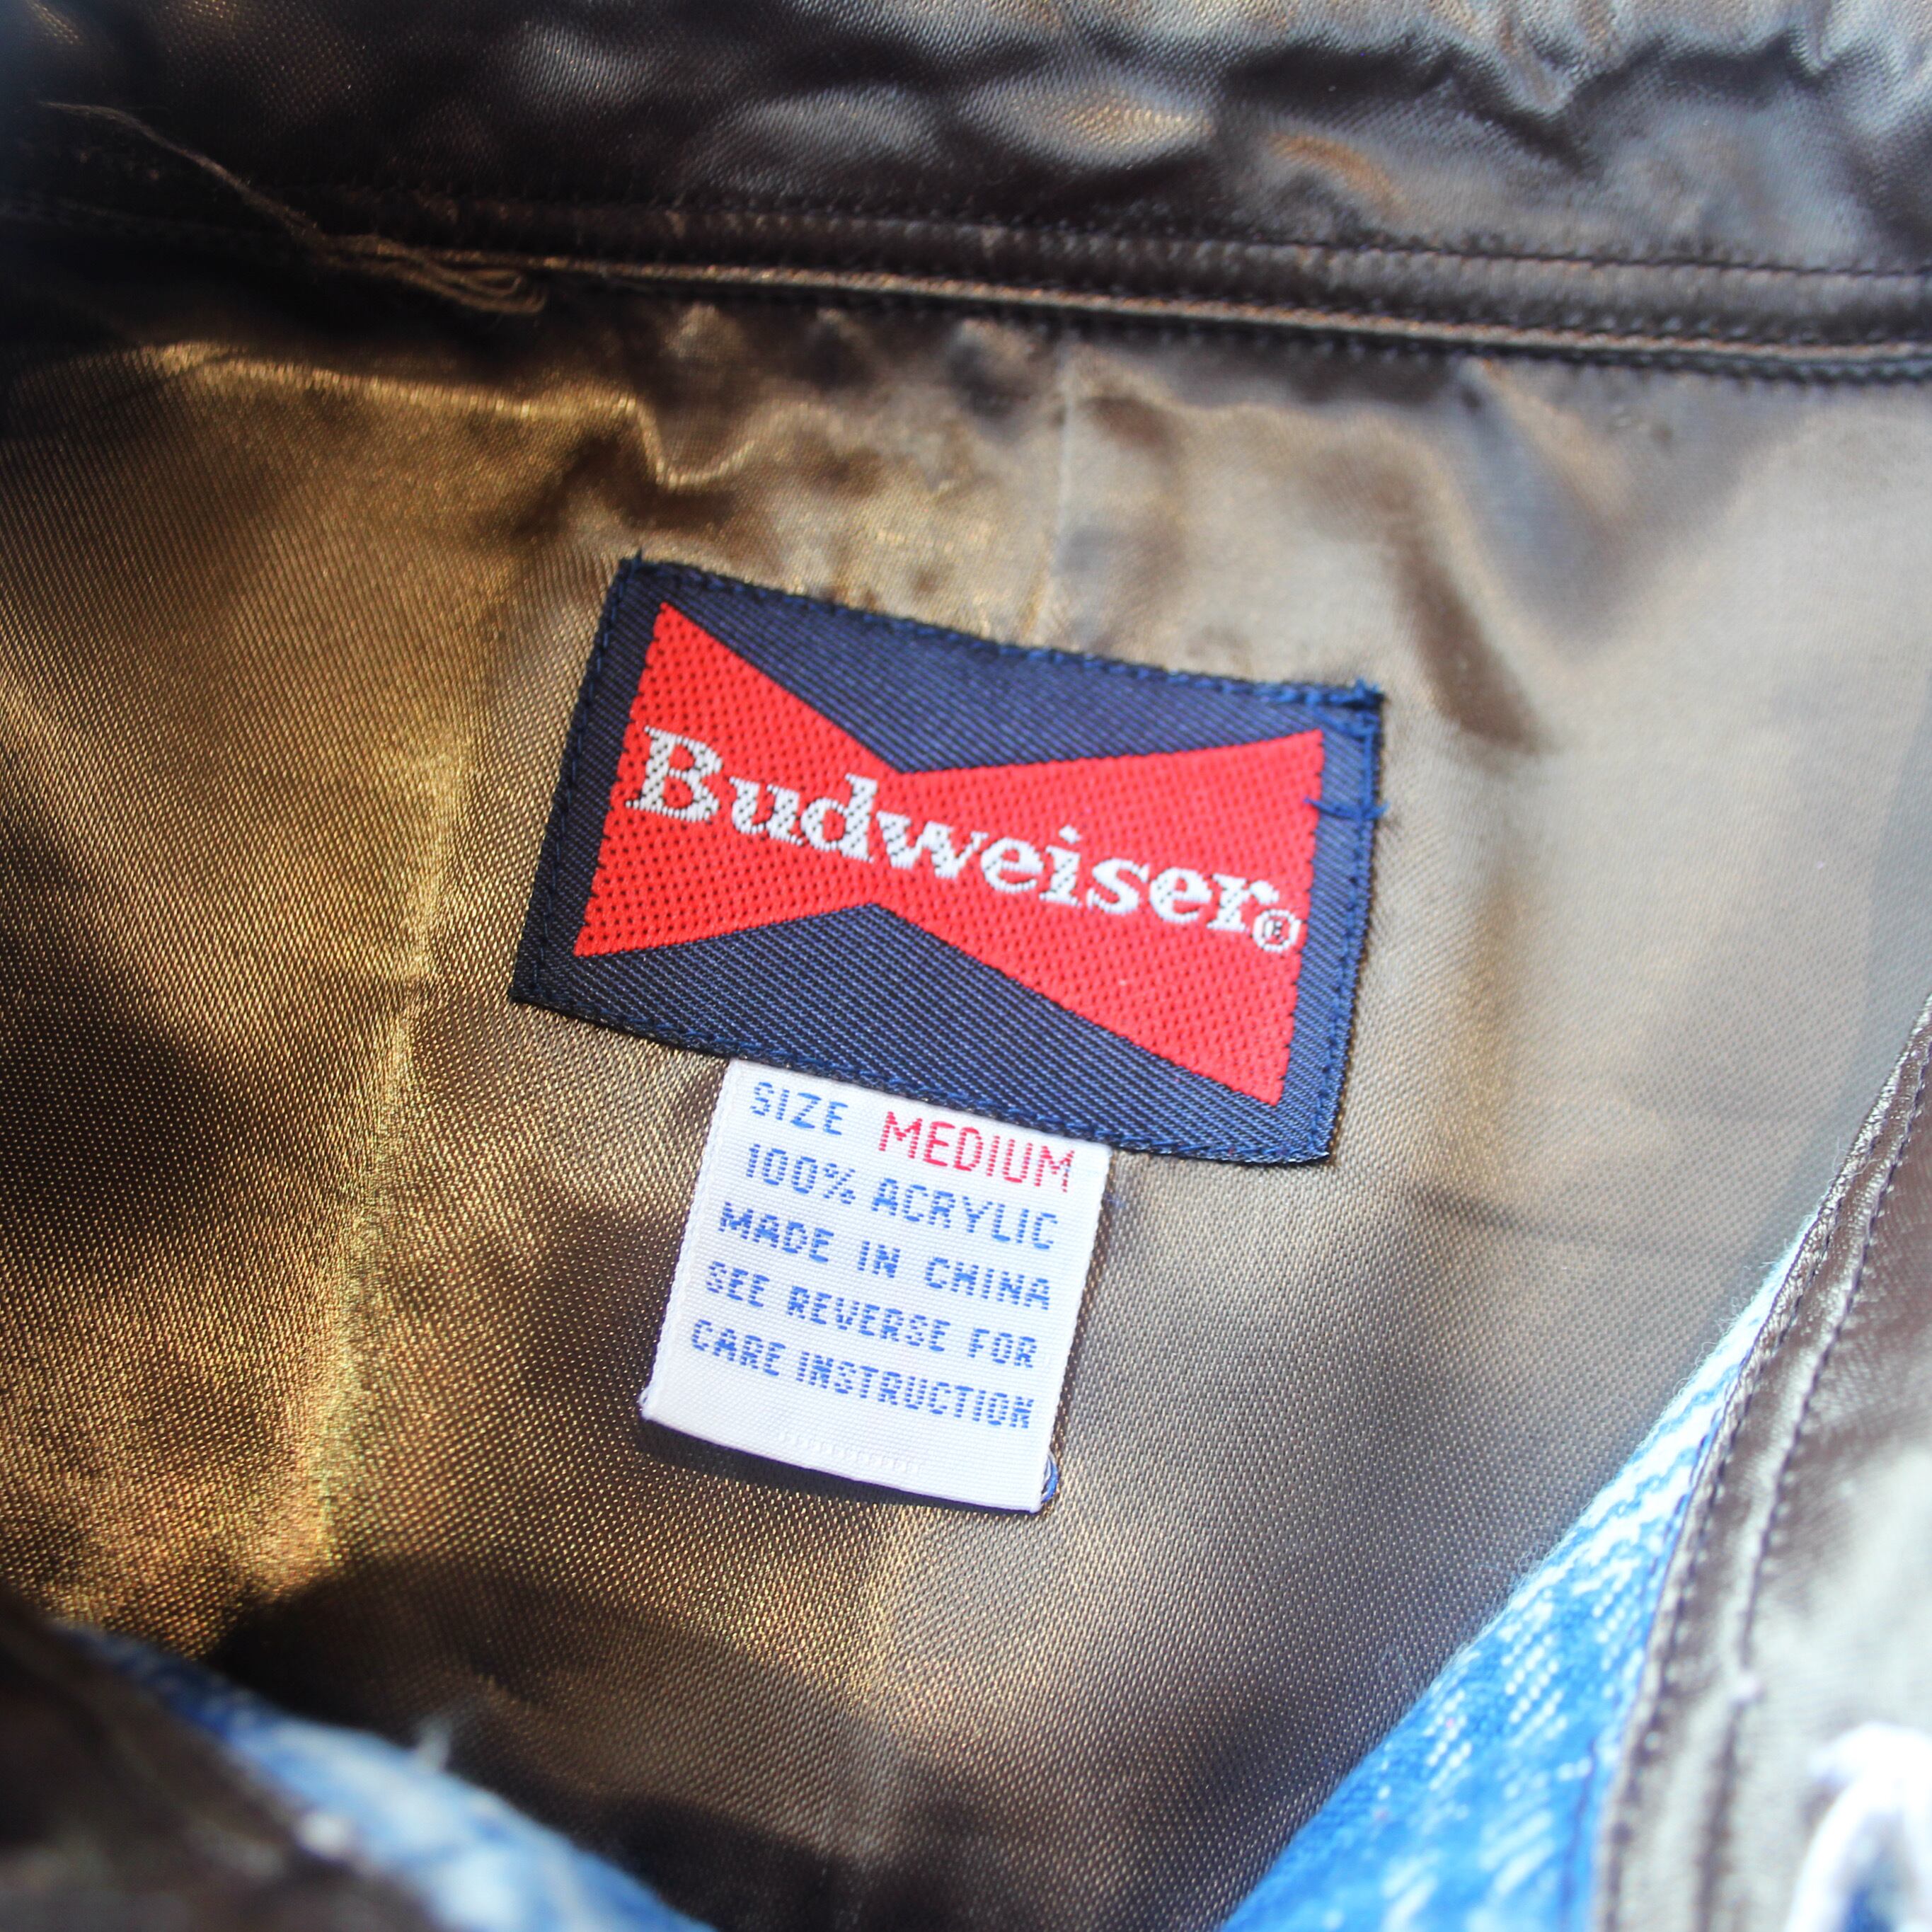 Budweiser®
SIZE MEDIUM
100% ACRYLIC
MADE IN CHINA
SEE REVERSE FOR
CARE INSTRUCTION